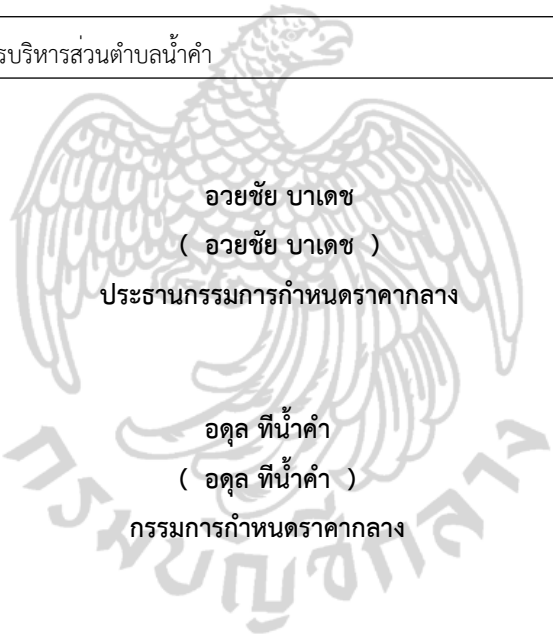 รบริหารส่วนตำบลน้ำคำ
อวยชัย บาเดช
( อวยชัย บาเดช )
ประธานกรรมการกำหนดราคากลาง
อดุล ทีน้ำคำ
( อดุล ทีน้ำคำ )
กรรมการกำหนดราคากลาง
กรมบัญชีกลาง